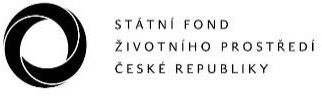 STÁTNÍ FOND
ŽIVOTNÍHO PROSTŘEDÍ
ČESKÉ REPUBLIKY